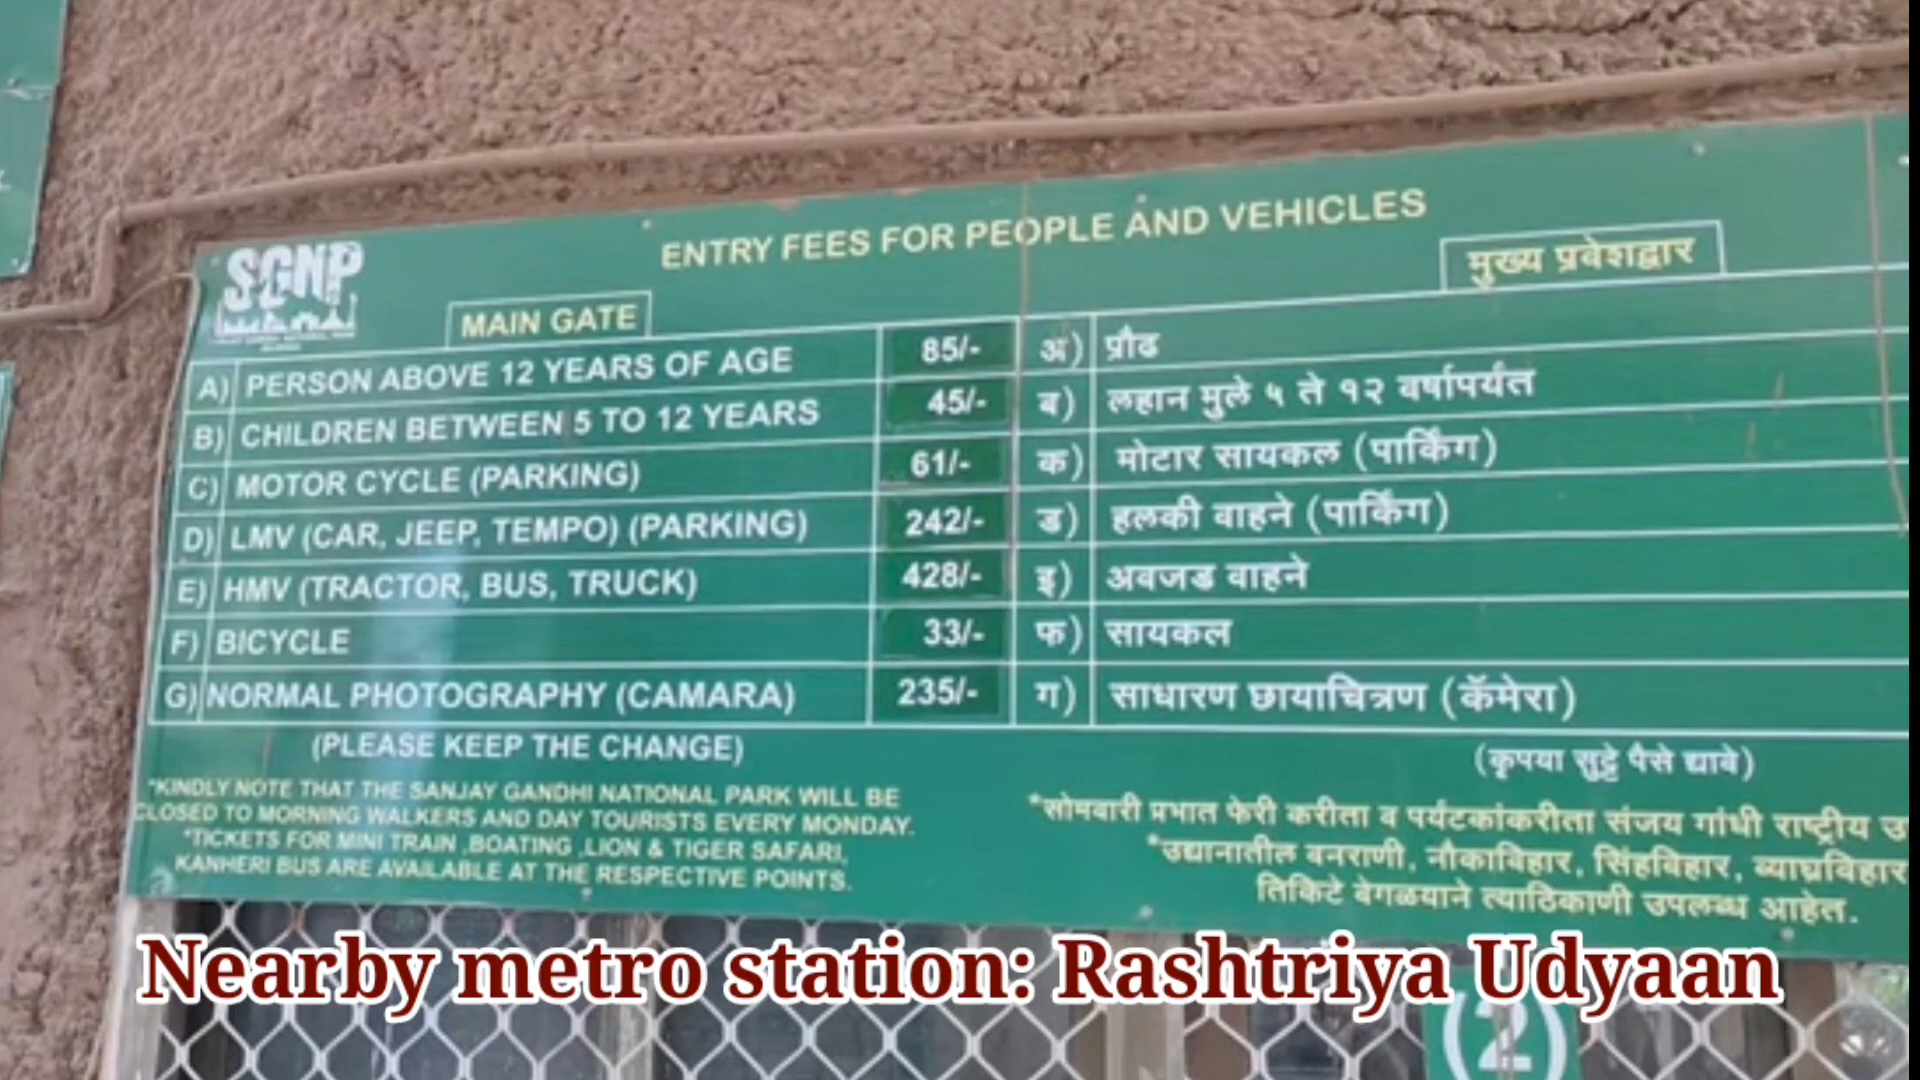 SGNP
ENTRY FEES FOR PEOPLE AND VEHICLES
MAIN GATE
मुख्य प्रवेशद्वार
A) PERSON ABOVE 12 YEARS OF AGE 85/- अ) प्रौढ
B) CHILDREN BETWEEN 5 TO 12 YEARS 45/- ब) लहान मुले ५ ते १२ वर्षापर्यंत
C) MOTOR CYCLE (PARKING) 61/- क) मोटार सायकल (पार्किंग)
D) LMV (CAR, JEEP, TEMPO) (PARKING) 242/- ड) हलकी वाहने (पार्किंग)
E) HMV (TRACTOR, BUS, TRUCK) 428/- इ) अवजड वाहने
F) BICYCLE 33/- फ) सायकल
G) NORMAL PHOTOGRAPHY (CAMARA) 235/- ग) साधारण छायाचित्रण (कॅमेरा)
(PLEASE KEEP THE CHANGE)
(कृपया सुट्टे पैसे द्यावे)
*KINDLY NOTE THAT THE SANJAY GANDHI NATIONAL PARK WILL BE
CLOSED TO MORNING WALKERS AND DAY TOURISTS EVERY MONDAY.
*TICKETS FOR MINI TRAIN ,BOATING ,LION & TIGER SAFARI,
KANHERI BUS ARE AVAILABLE AT THE RESPECTIVE POINTS.
*सोमवारी प्रभात फेरी करीता व पर्यटकांकरीता संजय गांधी राष्ट्रीय
*उद्यानातील वनराणी, नौकाविहार, सिंहविहार, व्याघ्रविहार
तिकिटे वेगळयाने त्याठिकाणी उपलब्ध आहेत.
Nearby metro station: Rashtriya Udyaan
(2)